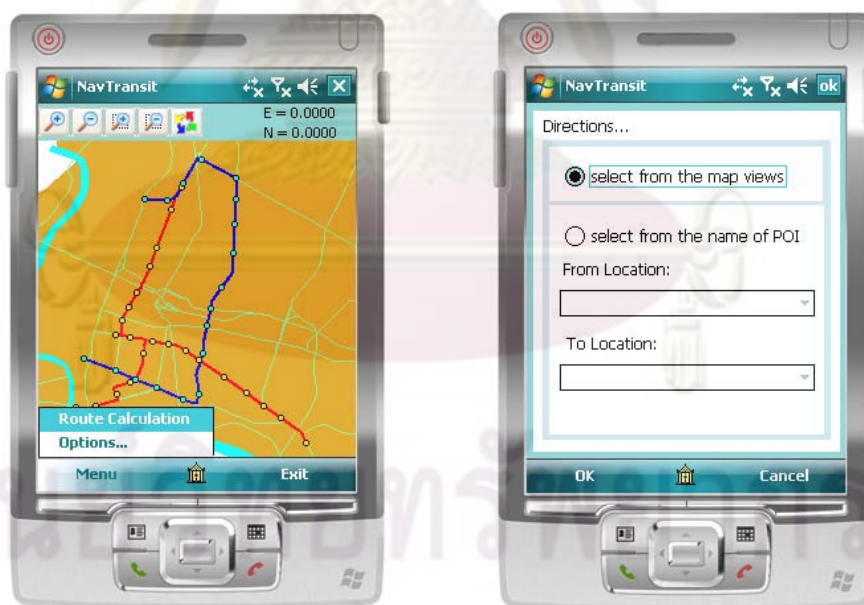 NavTransit
E = 0.0000
N = 0.0000
Route Calculation
Options...
Menu
Exit
NavTransit
ok
Directions...
select from the map views
select from the name of POI
From Location:
To Location:
OK
Cancel